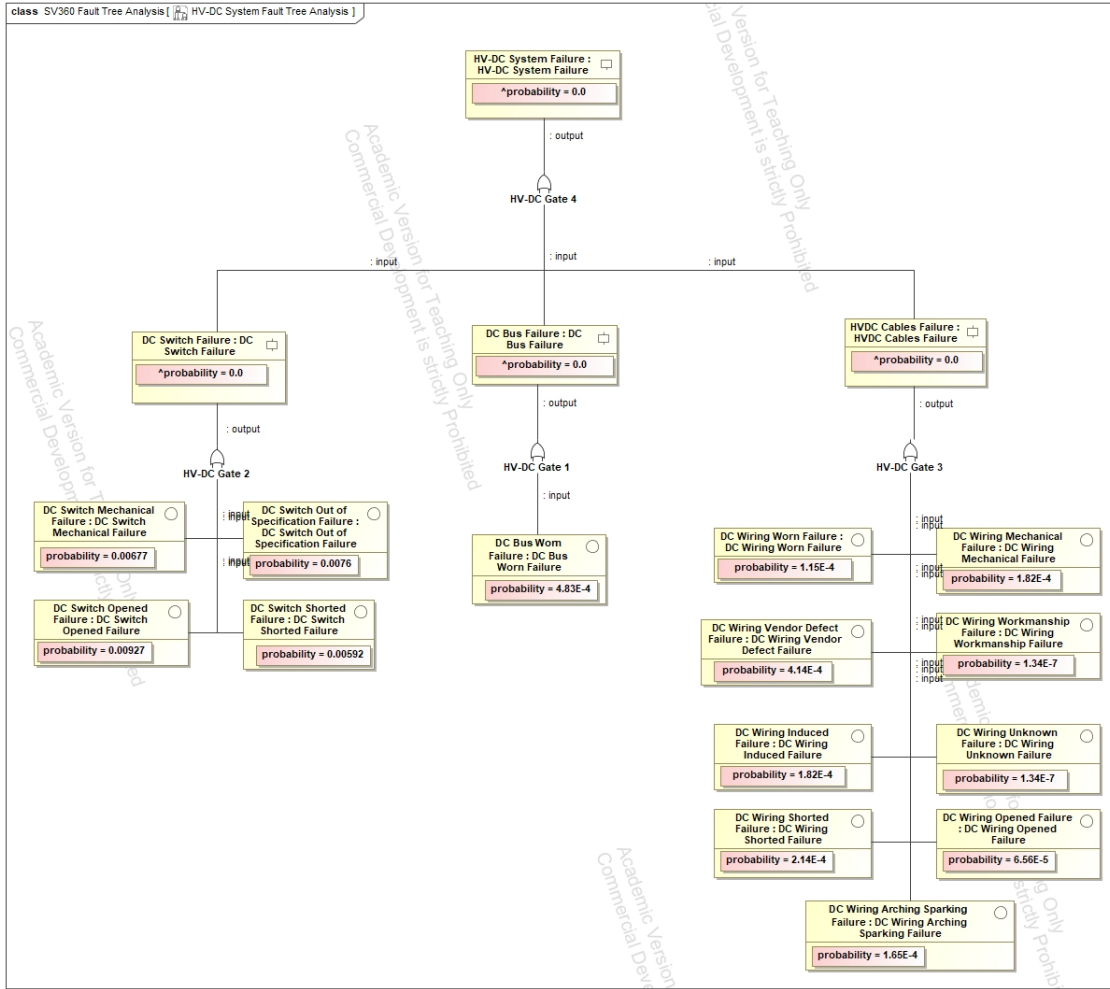 class SV360 Fault Tree Analysis [ HV-DC System Fault Tree Analysis ]
HV-DC System Failure :
HV-DC System Failure
^probability = 0.0
: output
HV-DC Gate 4
: input
: input
: input
DC Switch Failure : DC
Switch Failure
^probability = 0.0
DC Bus Failure : DC
Bus Failure
^probability = 0.0
HVDC Cables Failure :
HVDC Cables Failure
^probability = 0.0
: output
: output
: output
HV-DC Gate 2
HV-DC Gate 1
HV-DC Gate 3
DC Switch Mechanical
Failure : DC Switch
Mechanical Failure
probability = 0.00677
: input
: input
: input
DC Switch Out of
Specification Failure :
DC Switch Out of
Specification Failure
probability = 0.0076
DC Switch Opened
Failure : DC Switch
Opened Failure
probability = 0.00927
DC Switch Shorted
Failure : DC Switch
Shorted Failure
probability = 0.00592
: input
DC Bus Worn
Failure : DC Bus
Worn Failure
probability = 4.83E-4
DC Wiring Worn Failure :
DC Wiring Worn Failure
probability = 1.15E-4
: input
: input
: input
: input
DC Wiring Mechanical
Failure : DC Wiring
Mechanical Failure
probability = 1.82E-4
DC Wiring Vendor Defect
Failure : DC Wiring Vendor
Defect Failure
probability = 4.14E-4
: input
: input
: input
: input
: input
DC Wiring Workmanship
Failure : DC Wiring
Workmanship Failure
probability = 1.34E-7
DC Wiring Induced
Failure : DC Wiring
Induced Failure
probability = 1.82E-4
DC Wiring Unknown
Failure : DC Wiring
Unknown Failure
probability = 1.34E-7
DC Wiring Shorted
Failure : DC Wiring
Shorted Failure
probability = 2.14E-4
DC Wiring Opened Failure
: DC Wiring Opened
Failure
probability = 6.56E-5
DC Wiring Arching Sparking
Failure : DC Wiring Arching
Sparking Failure
probability = 1.65E-4
Academic Version for Teaching Only
Commercial Development is strictly Prohibited